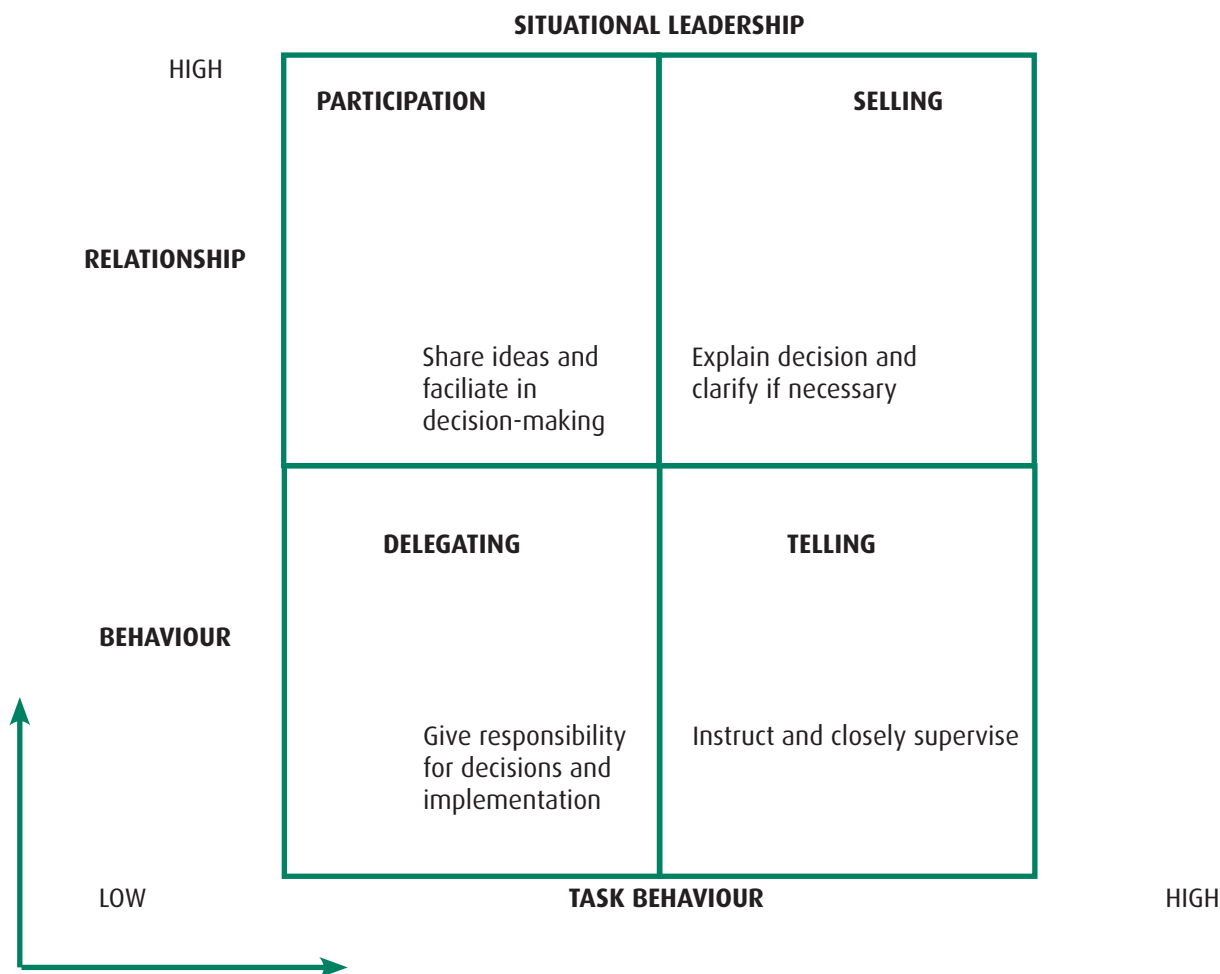 SITUATIONAL LEADERSHIP
HIGH
PARTICIPATION
SELLING
RELATIONSHIP
Share ideas and
faciliate in
decision-making
Explain decision and
clarify if necessary
DELEGATING
TELLING
BEHAVIOUR
Give responsibility
for decisions and
implementation
Instruct and closely supervise
LOW
TASK BEHAVIOUR
HIGH